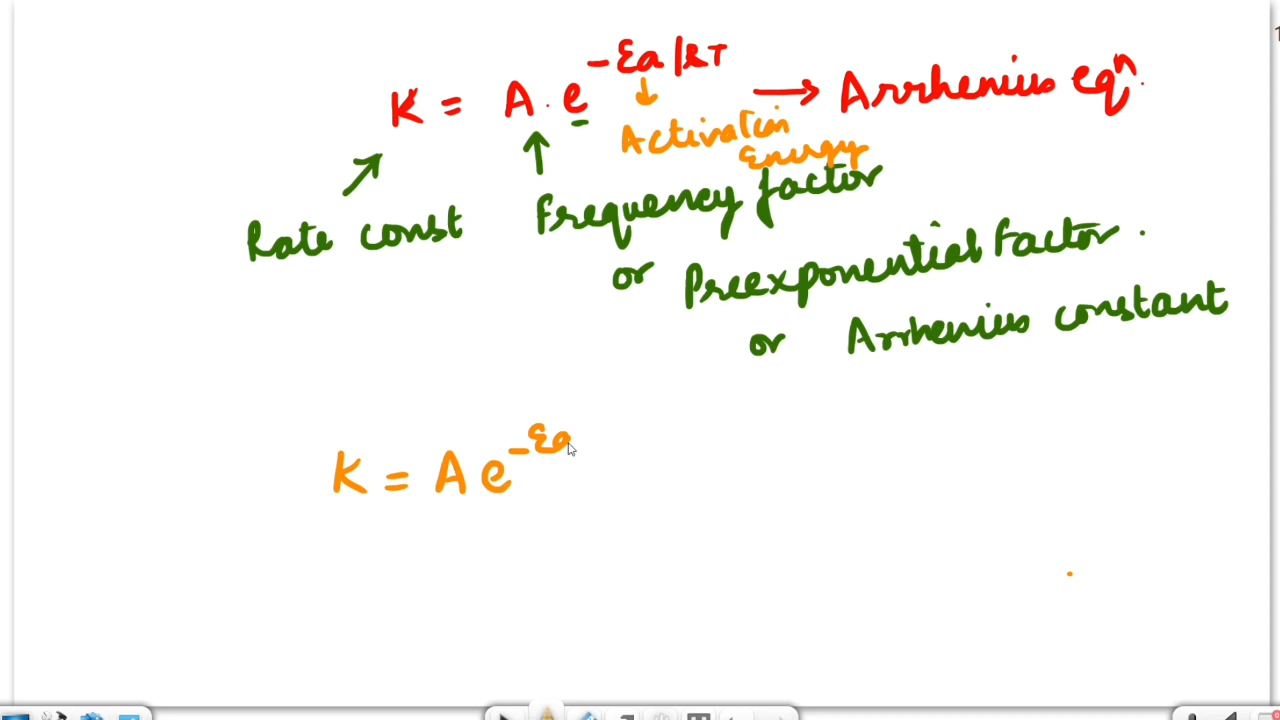 K = A . e^-Ea/RT → Arrhenius eqⁿ.
Activation
Energy
Rate const Frequency factor
or Preexponential Factor.
or Arrhenius constant
K = A e^-Ea